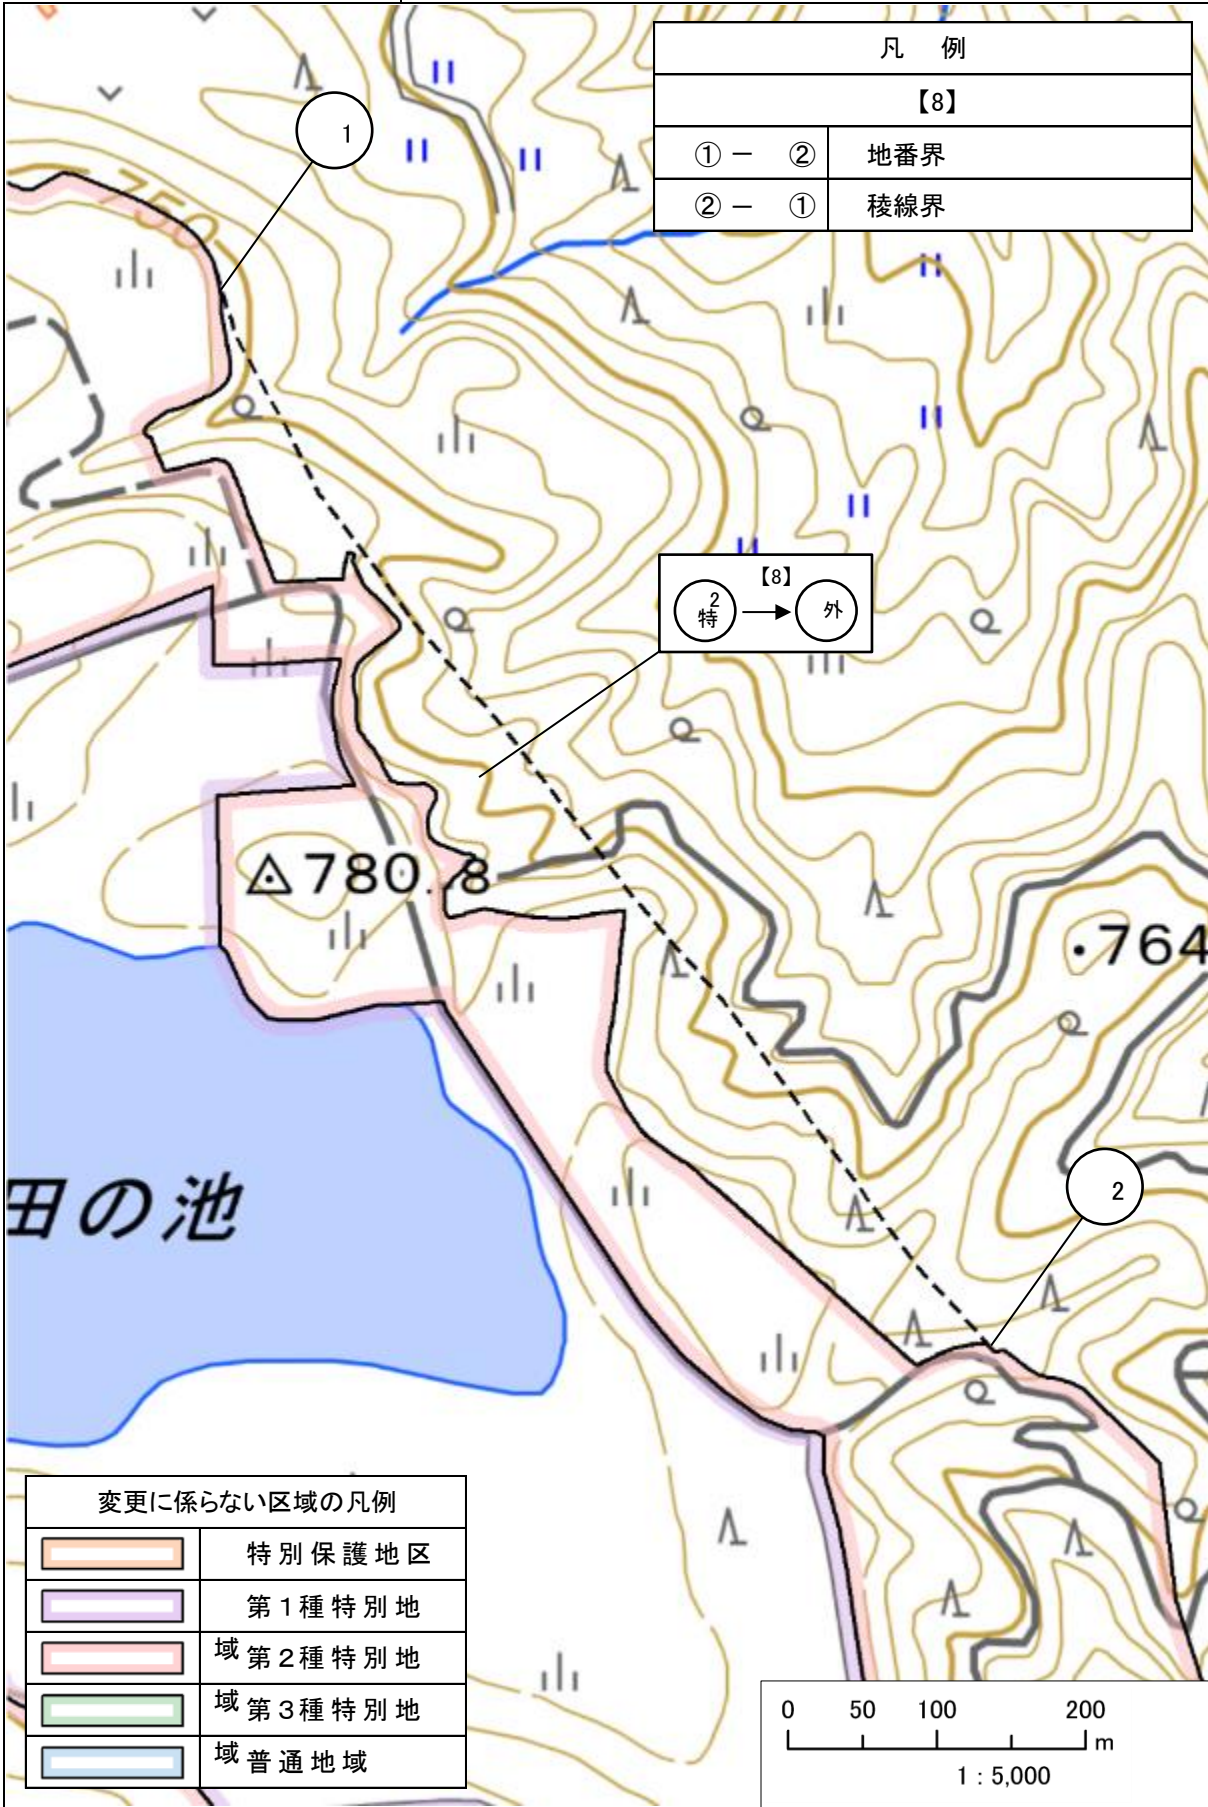 凡 例
【8】
① － ② 地番界
② － ① 稜線界
1
750
【8】
2
特
外
780.8
764
2
田の池
変更に係らない区域の凡例
特別保護地区
第1種特別地
域 第2種特別地
域 第3種特別地
域 普通地域
0 50 100 200
m
1：5,000